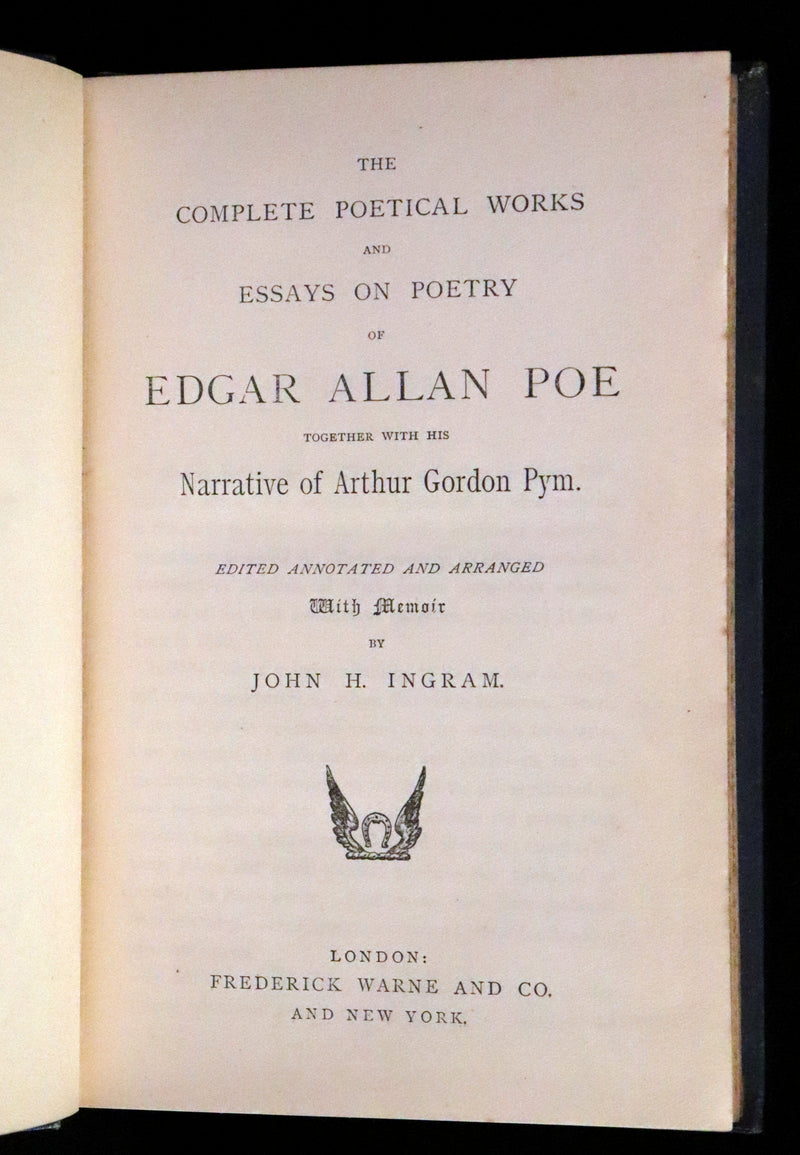 THE
COMPLETE POETICAL WORKS
AND
ESSAYS ON POETRY
OF
EDGAR ALLAN POE
TOGETHER WITH HIS
Narrative of Arthur Gordon Pym.
EDITED ANNOTATED AND ARRANGED
With Memoir
BY
JOHN H. INGRAM.
LONDON:
FREDERICK WARNE AND CO.
AND NEW YORK.